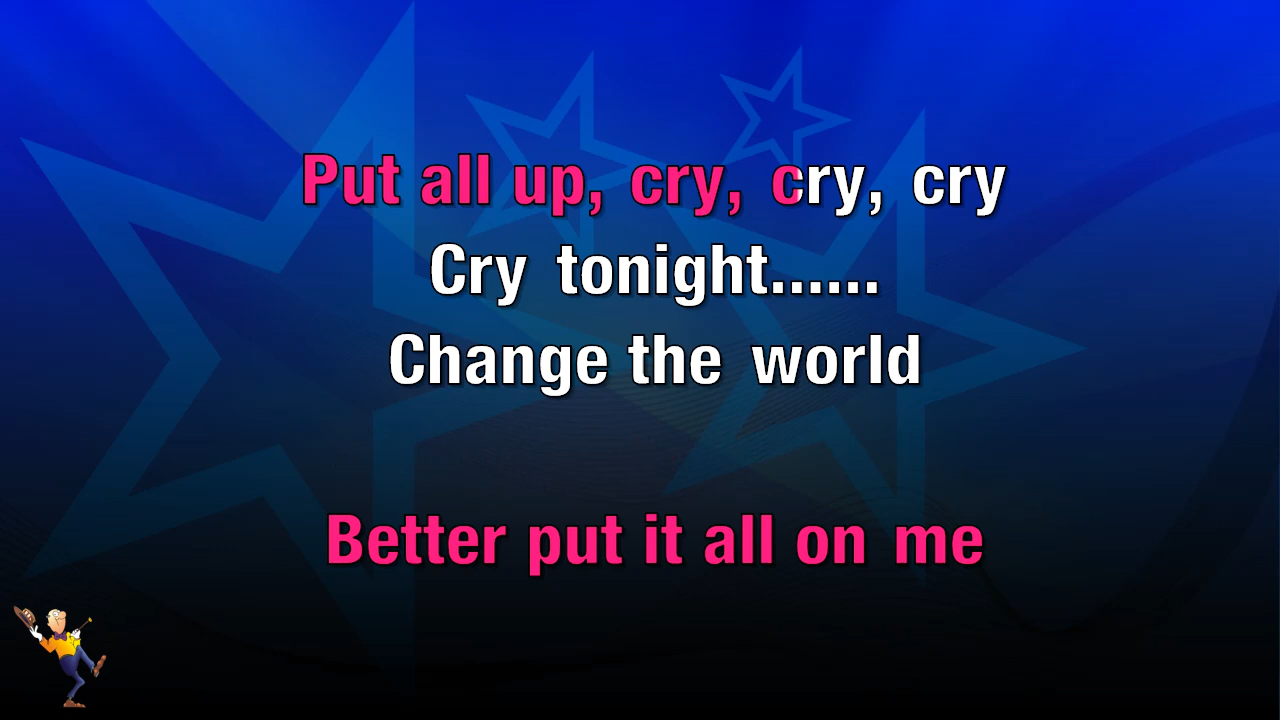 Put all up, cry, cry, cry
Cry tonight......
Change the world
Better put it all on me